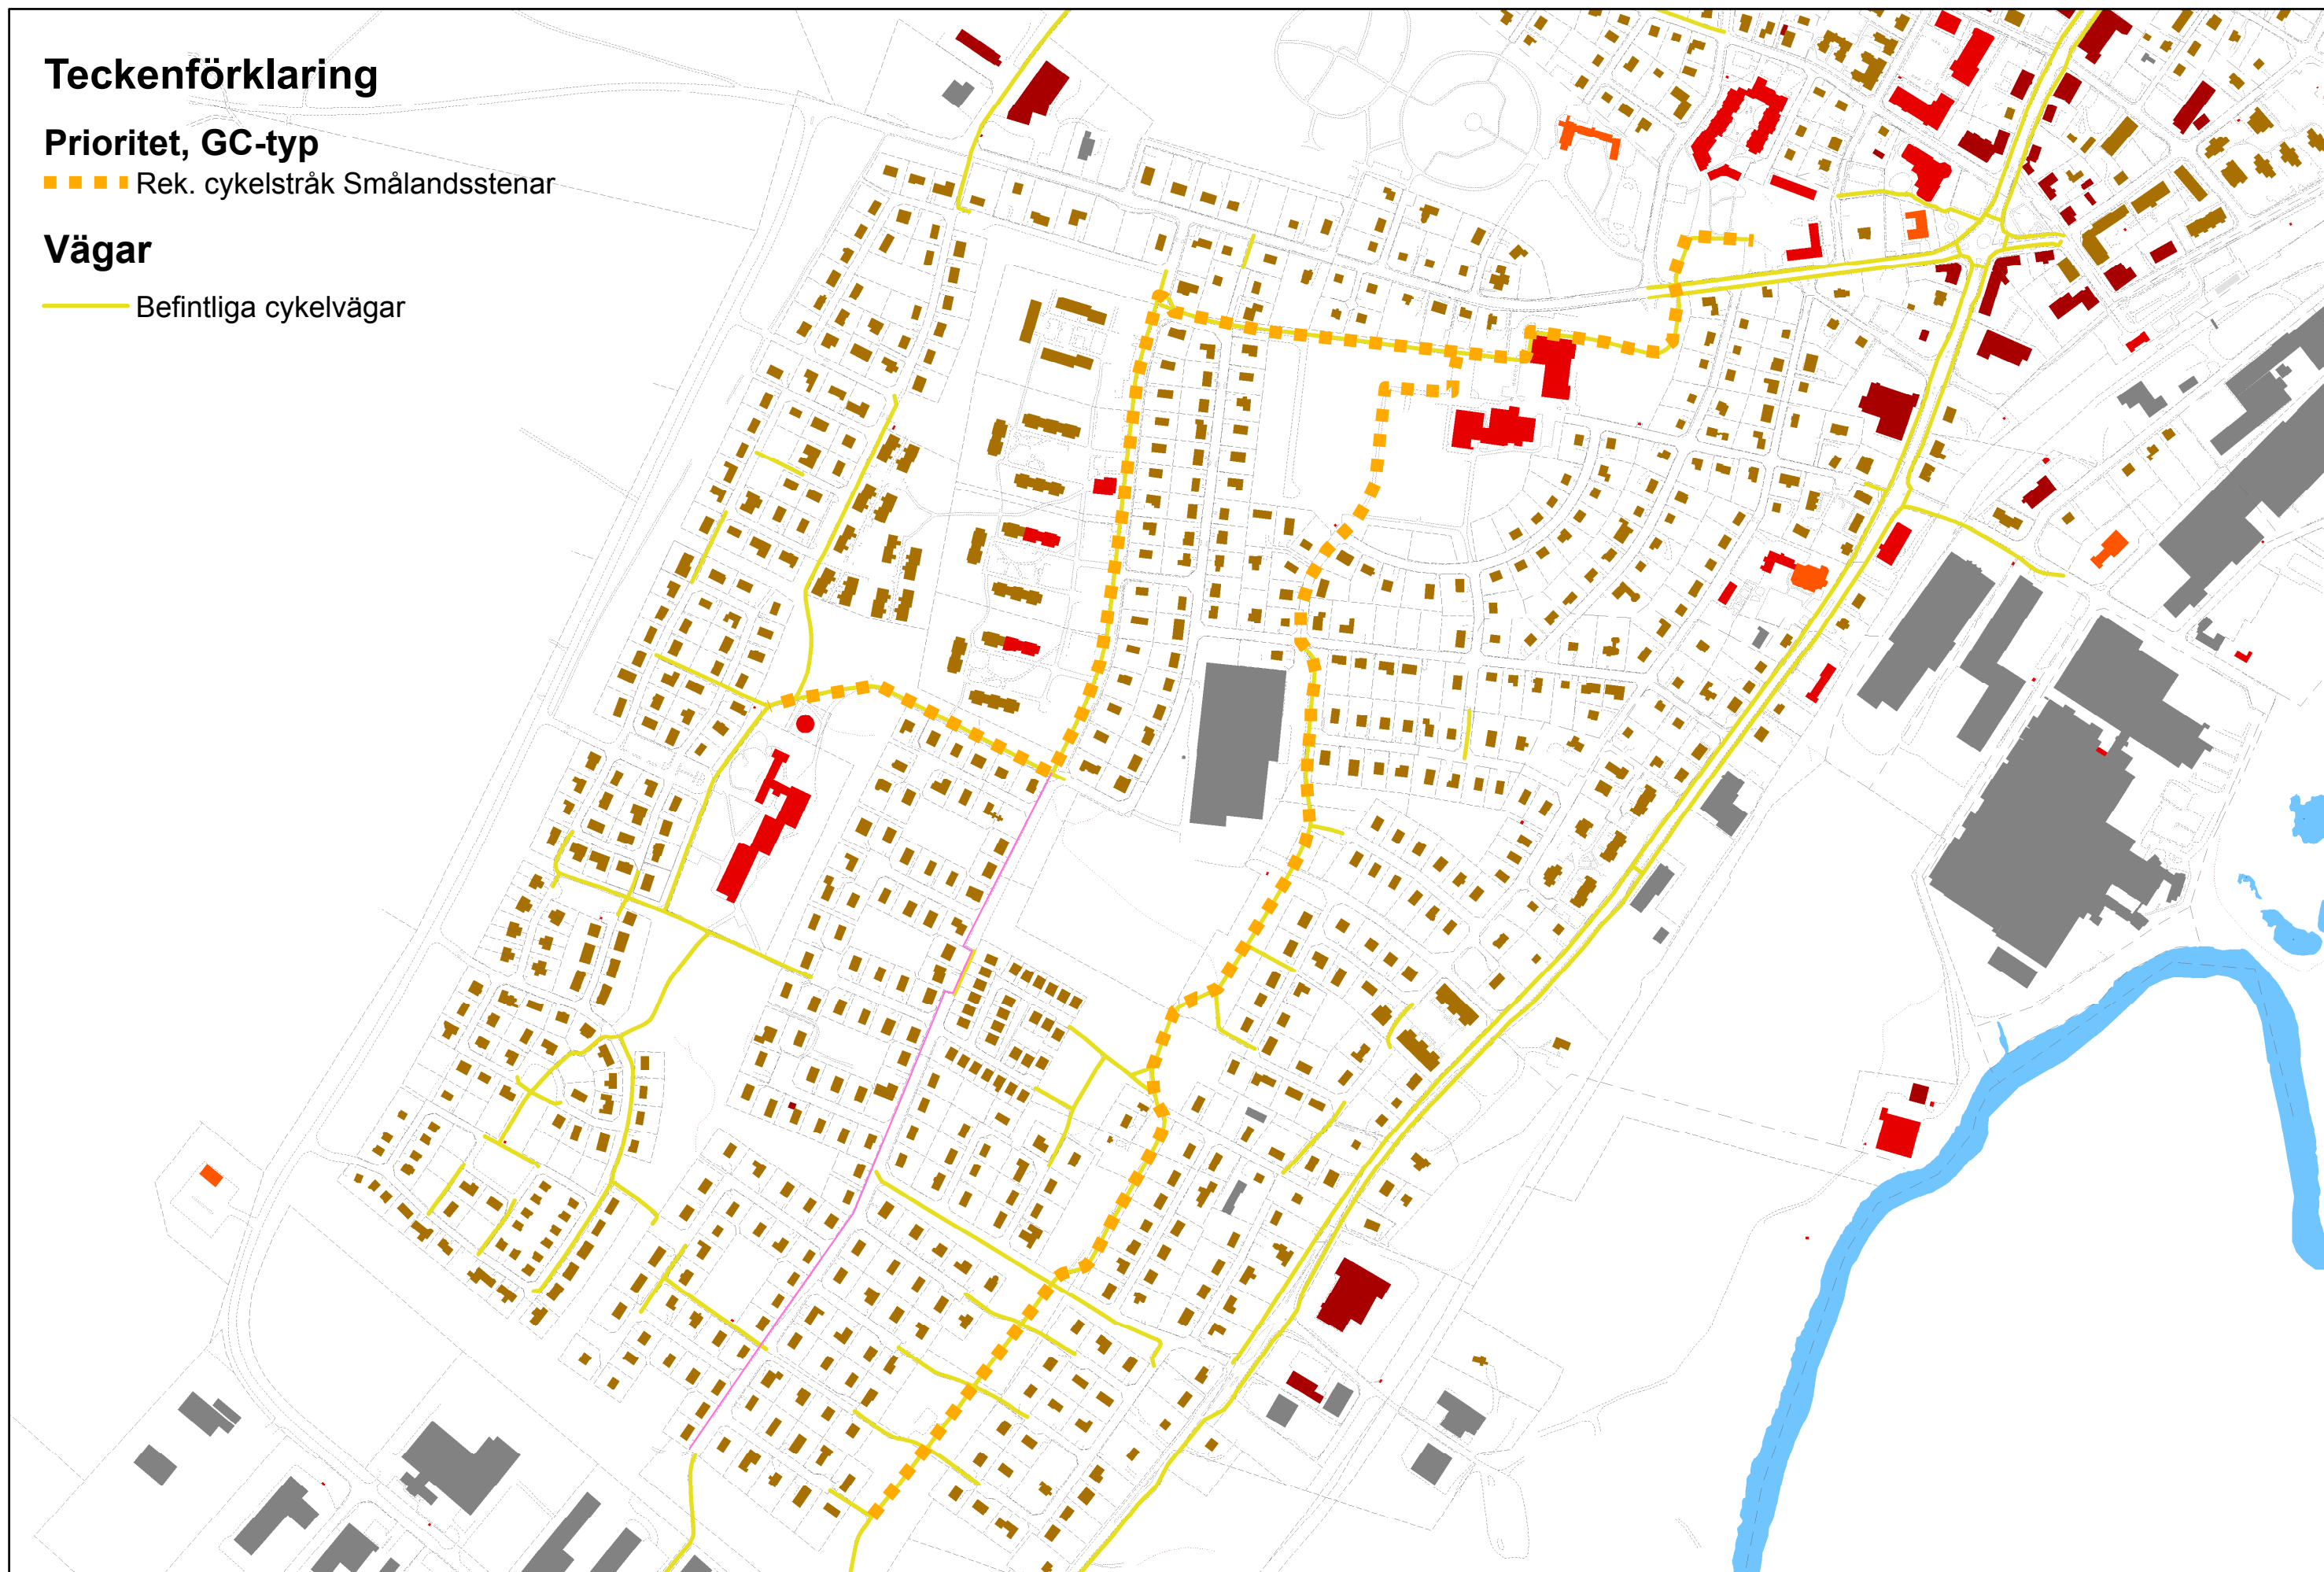 Teckenförklaring
Prioritet, GC-typ
Rek. cykelstråk Smålandsstenar
Vägar
Befintliga cykelvägar